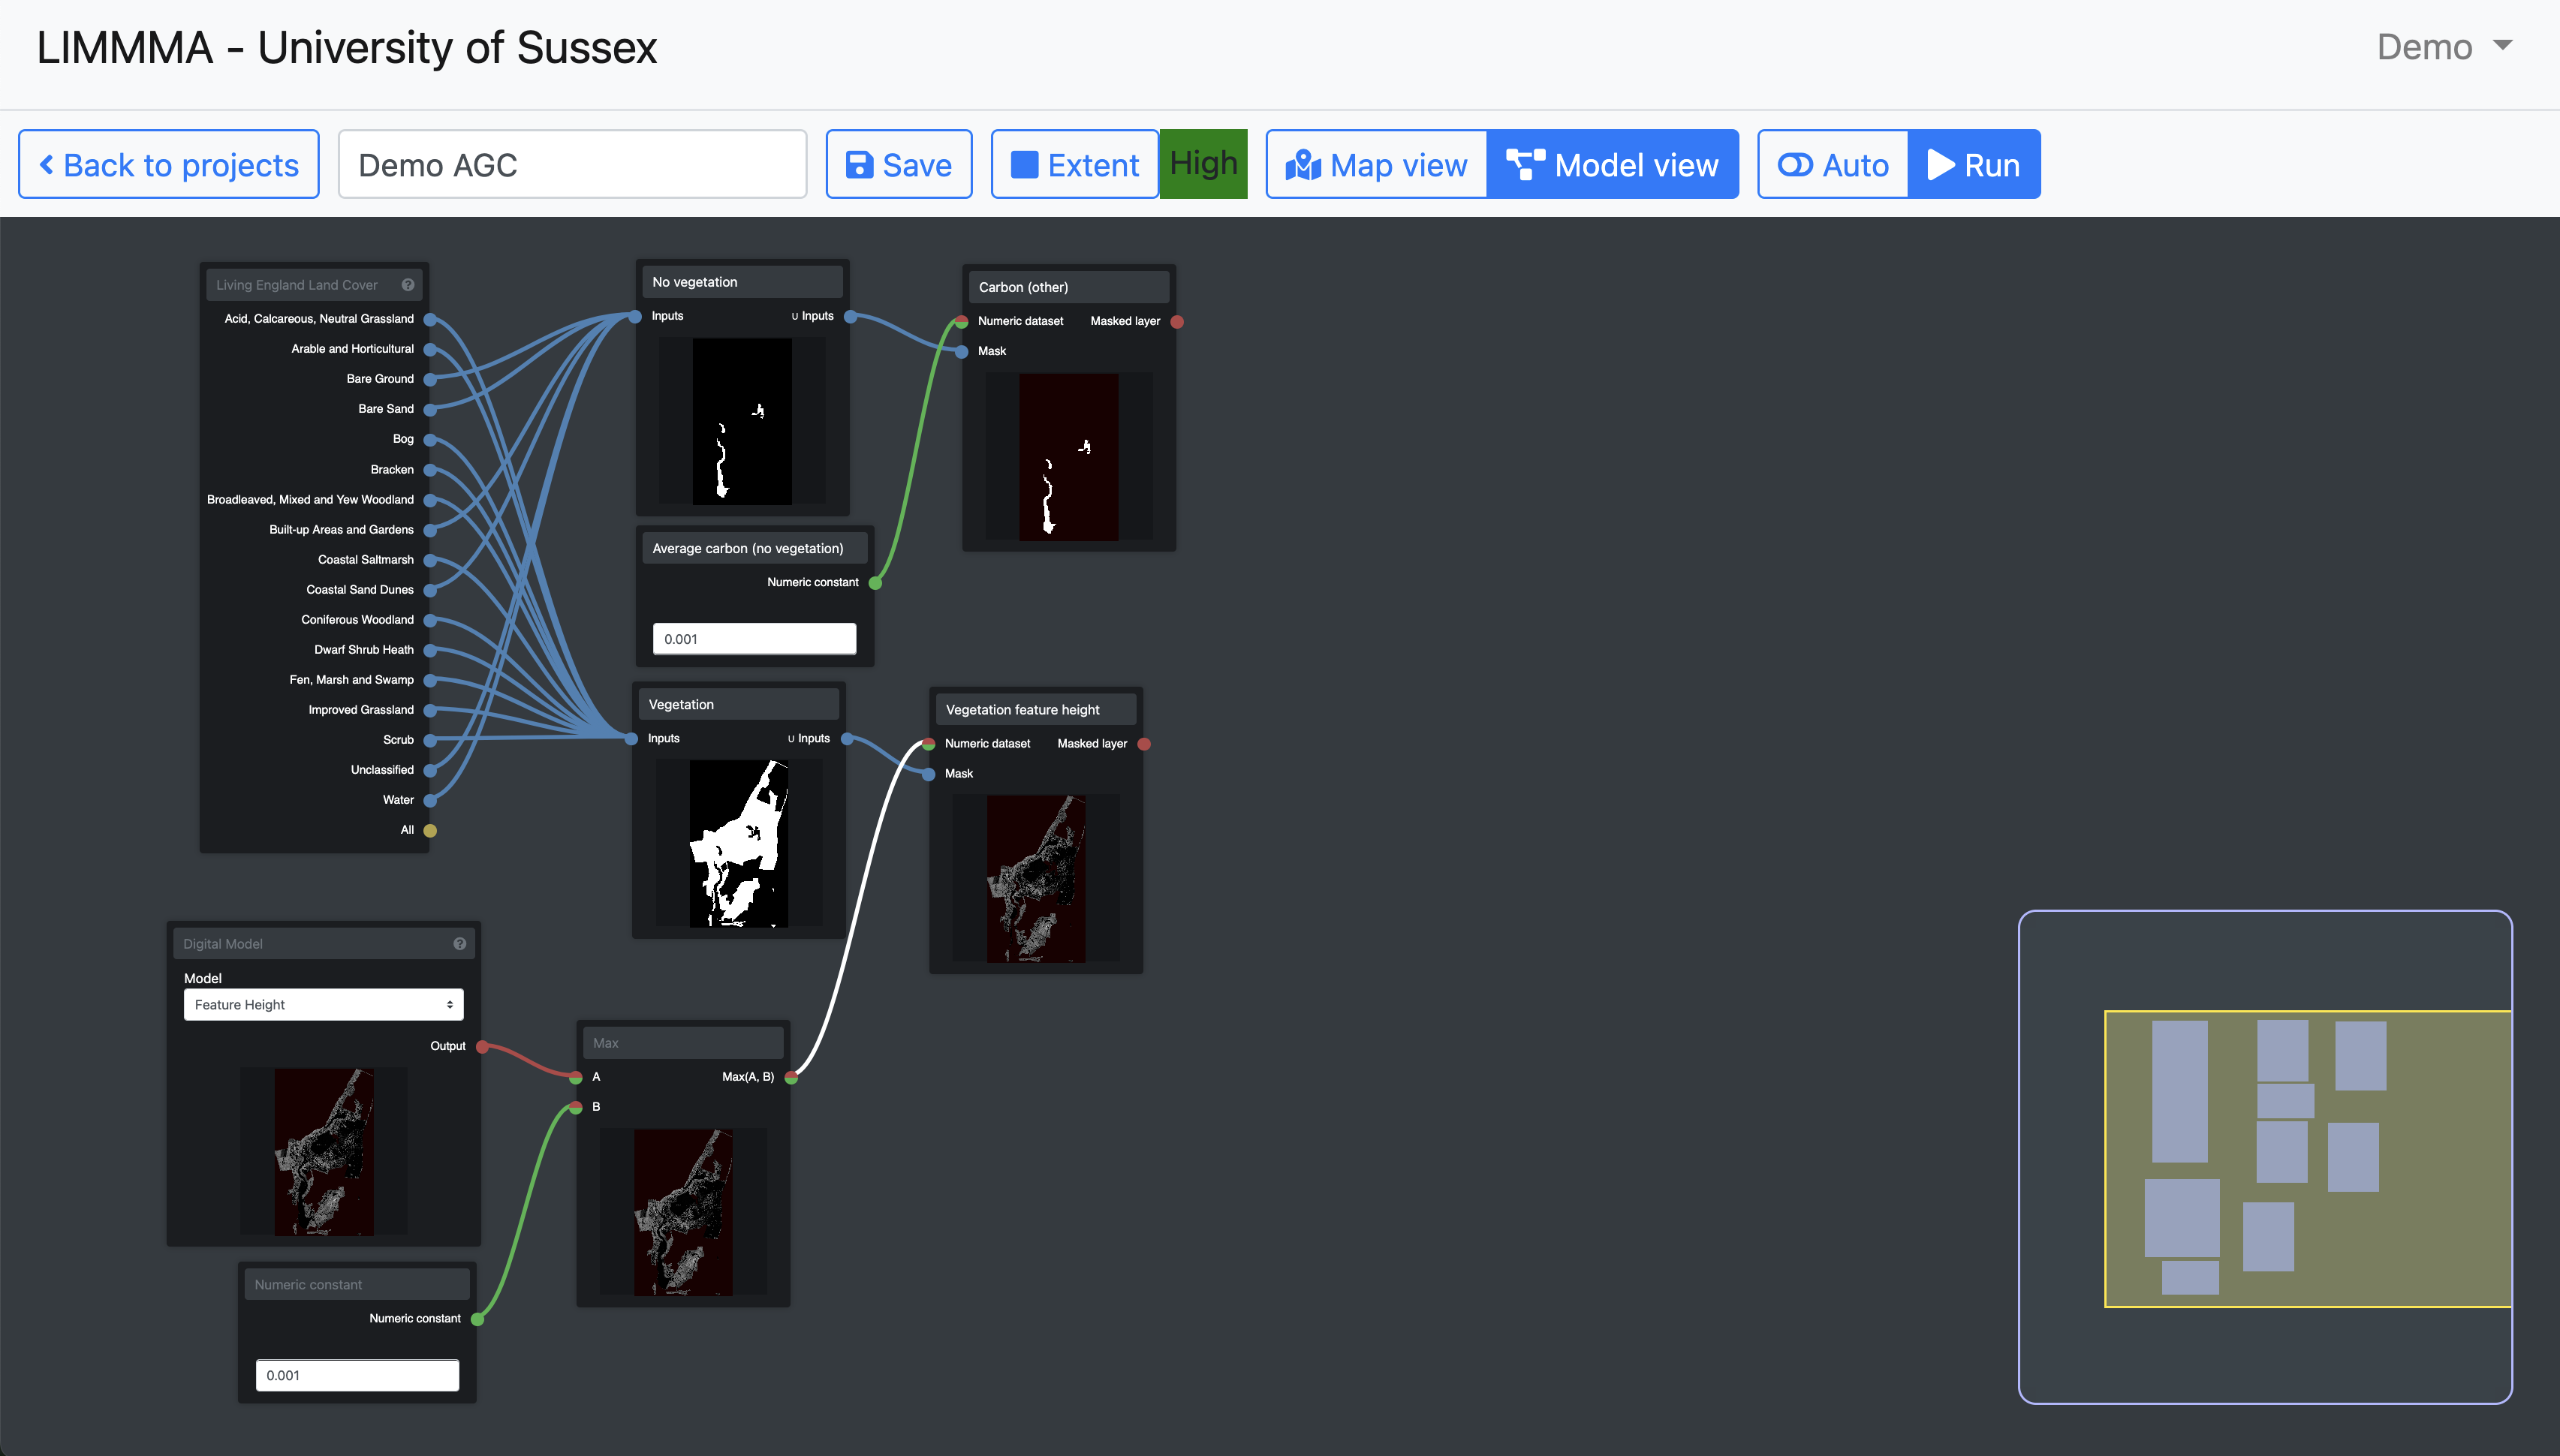 LIMMMA - University of Sussex
Demo
Back to projects
Demo AGC
Save
Extent
High
Map view
Model view
Auto
Run
Living England Land Cover
Acid, Calcareous, Neutral Grassland
Arable and Horticultural
Bare Ground
Bare Sand
Bog
Bracken
Broadleaved, Mixed and Yew Woodland
Built-up Areas and Gardens
Coastal Saltmarsh
Coastal Sand Dunes
Coniferous Woodland
Dwarf Shrub Heath
Fen, Marsh and Swamp
Improved Grassland
Scrub
Unclassified
Water
All
No vegetation
Inputs ∪ Inputs
Carbon (other)
Numeric dataset Masked layer
Mask
Average carbon (no vegetation)
Numeric constant
0.001
Vegetation
Inputs ∪ Inputs
Vegetation feature height
Numeric dataset Masked layer
Mask
Digital Model
Model
Feature Height
Output
Max
A Max(A, B)
B
Numeric constant
Numeric constant
0.001